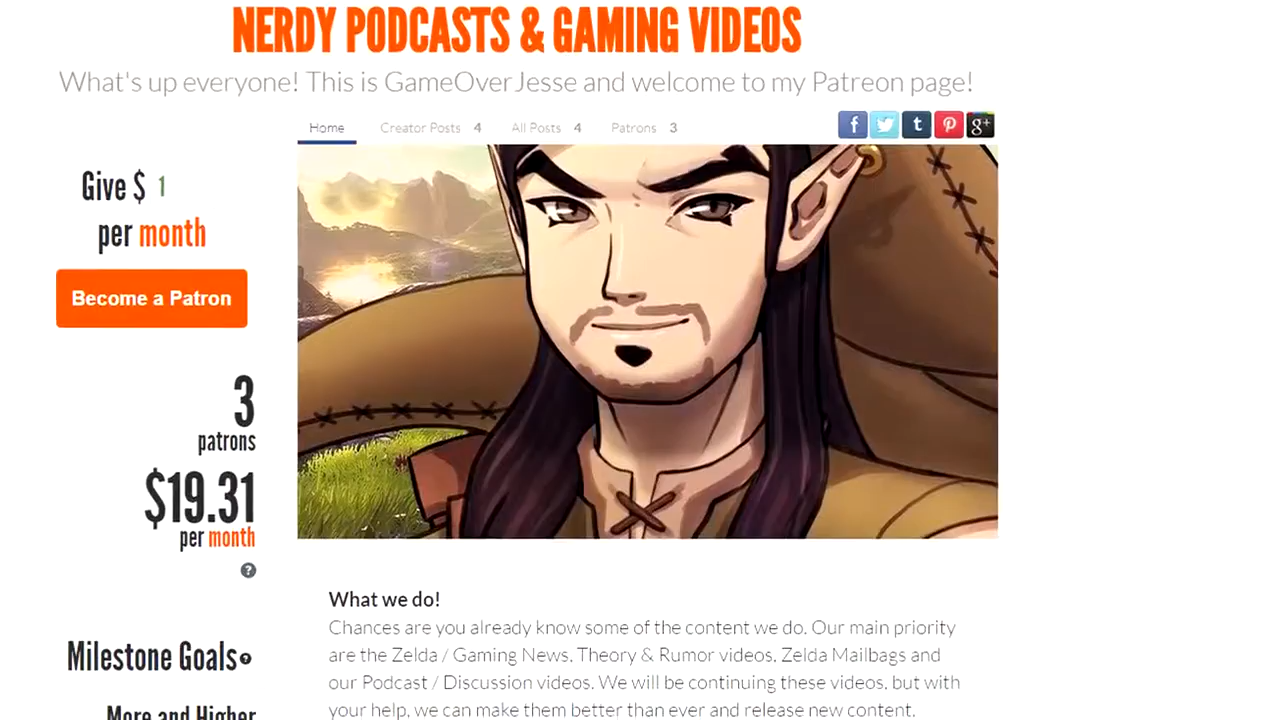 NERDY PODCASTS & GAMING VIDEOS
What's up everyone! This is GameOverJesse and welcome to my Patreon page!
Home Creator Posts 4 All Posts 4 Patrons 3
f t p g+
Give $ 1
per month
Become a Patron
3
patrons
$19.31
per month
?
Milestone Goals ?
More and Higher
What we do!
Chances are you already know some of the content we do. Our main priority
are the Zelda / Gaming News, Theory & Rumor videos, Zelda Mailbags and
our Podcast / Discussion videos. We will be continuing these videos, but with
your help, we can make them better than ever and release new content.